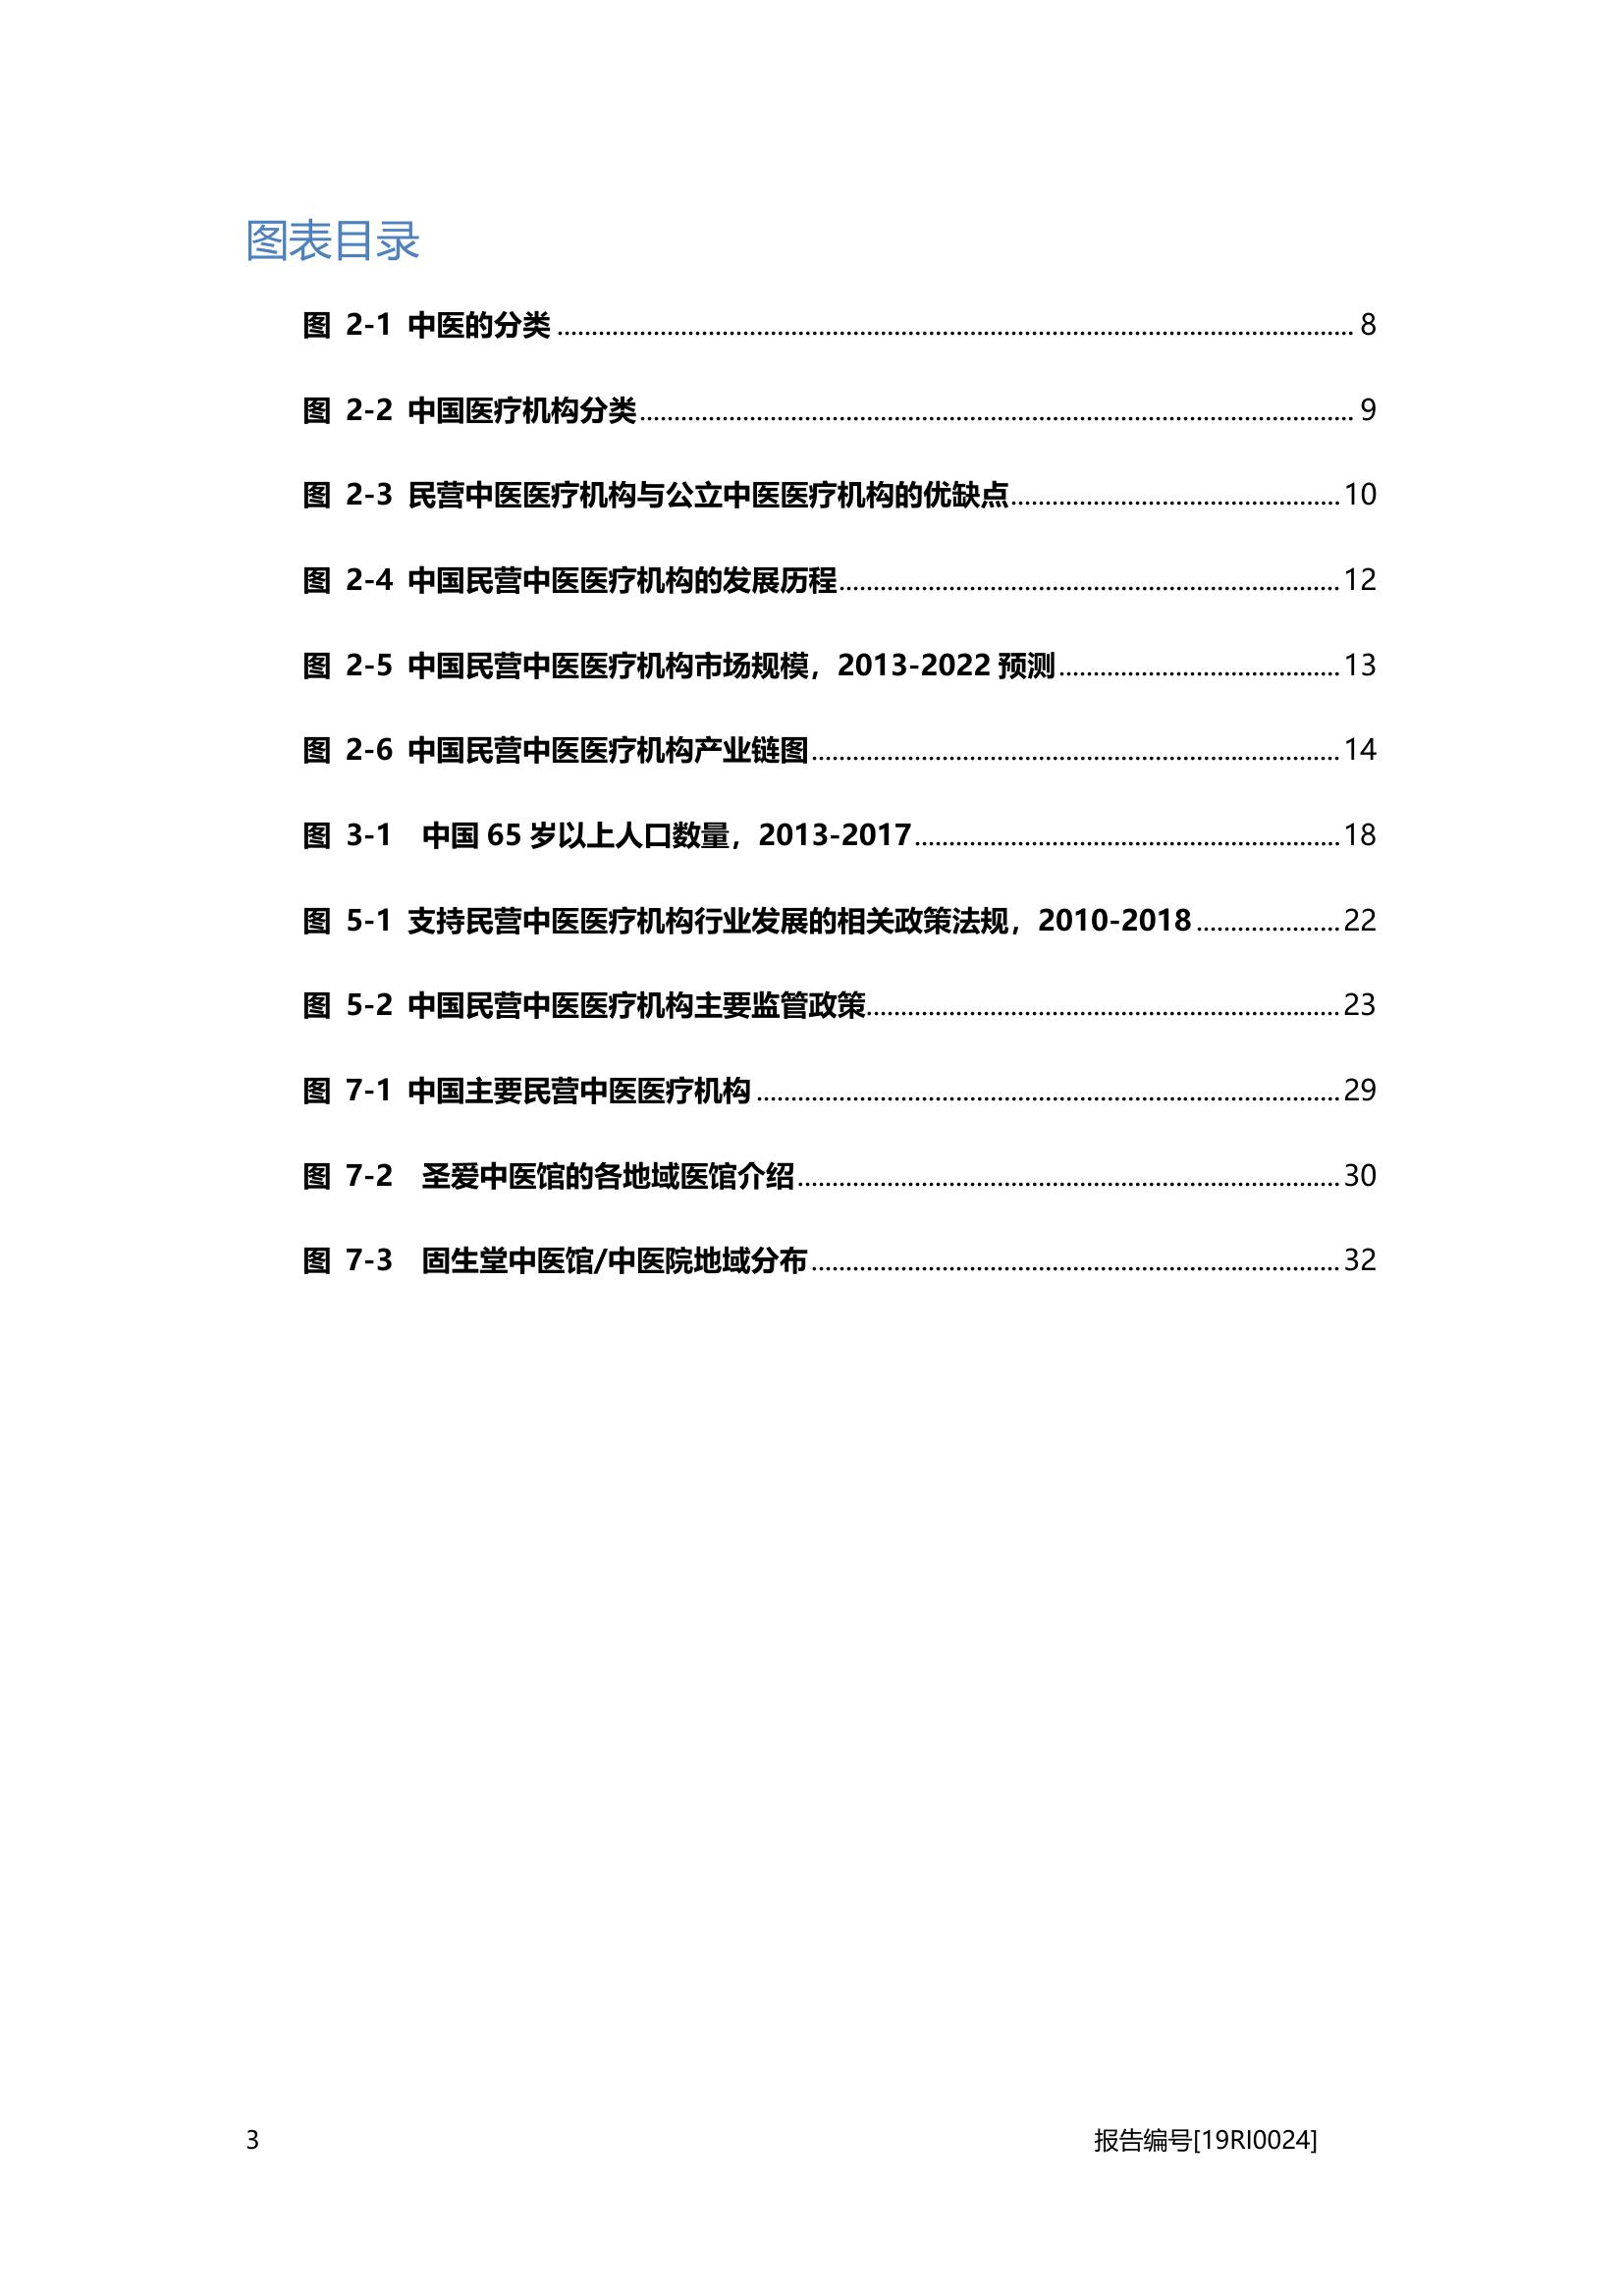 图表目录
图 2-1 中医的分类 8
图 2-2 中国医疗机构分类 9
图 2-3 民营中医医疗机构与公立中医医疗机构的优缺点 10
图 2-4 中国民营中医医疗机构的发展历程 12
图 2-5 中国民营中医医疗机构市场规模，2013-2022 预测 13
图 2-6 中国民营中医医疗机构产业链图 14
图 3-1 中国 65 岁以上人口数量，2013-2017 18
图 5-1 支持民营中医医疗机构行业发展的相关政策法规，2010-2018 22
图 5-2 中国民营中医医疗机构主要监管政策 23
图 7-1 中国主要民营中医医疗机构 29
图 7-2 圣爱中医馆的各地域医馆介绍 30
图 7-3 固生堂中医馆/中医院地域分布 32
3 报告编号[19RI0024]